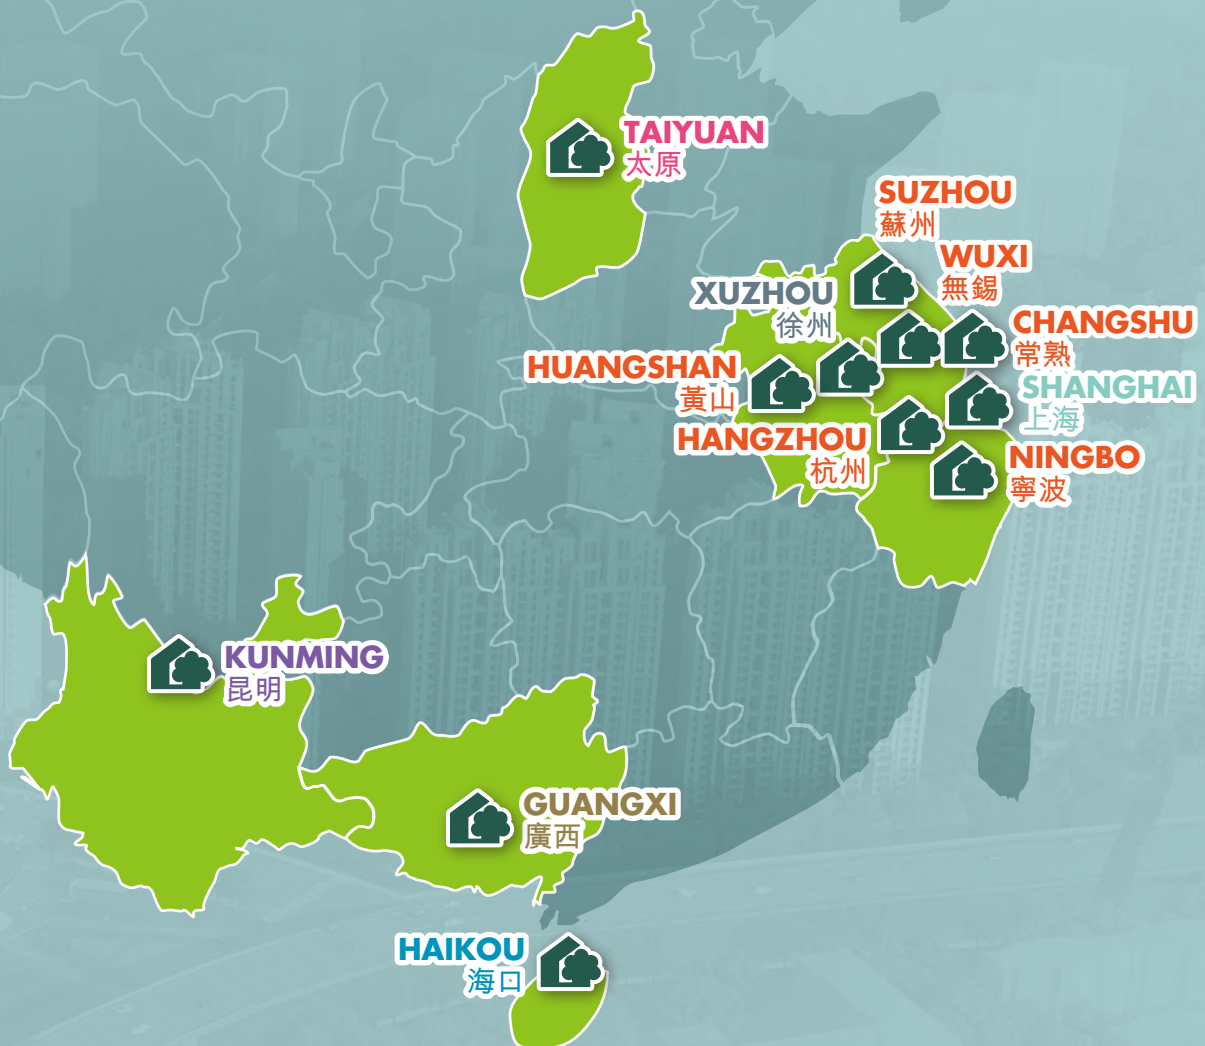 TAIYUAN
太原
SUZHOU
蘇州
WUXI
無錫
XUZHOU
徐州
CHANGSHU
常熟
HUANGSHAN
黃山
SHANGHAI
上海
HANGZHOU
杭州
NINGBO
寧波
KUNMING
昆明
GUANGXI
廣西
HAIKOU
海口